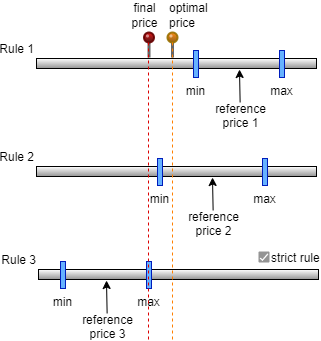 final optimal
price price
Rule 1
min max
reference
price 1
Rule 2
min max
reference
price 2
Rule 3
strict rule
min max
reference
price 3